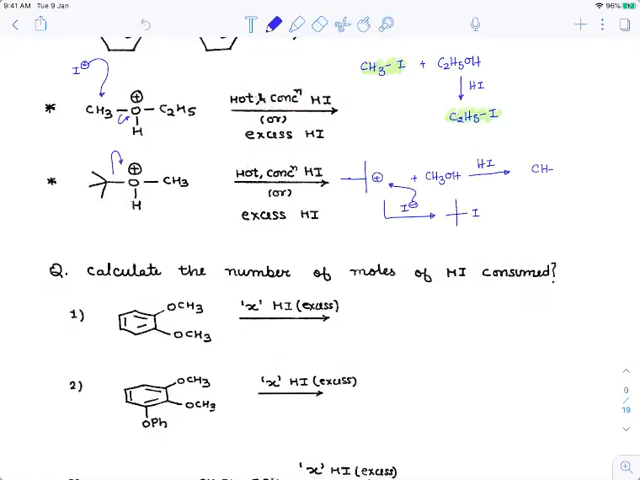 9:41 AM Tue 9 Jan
96%
I⊖
CH₃ - I + C₂H₅OH
HI
C₂H₅ - I
* CH₃ - O - C₂H₅
⊕
H
Hot & concⁿ HI
(or)
excess HI
* O - CH₃
⊕
H
Hot, concⁿ HI
(or)
excess HI
⊕ + CH₃OH HI CH-
I⊖
I
Q. Calculate the number of moles of HI consumed?
1) OCH₃
OCH₃
'x' HI (excess)
2) OCH₃
OCH₃
OPh
'x' HI (excess)
'x' HI (excess)
9
/
19